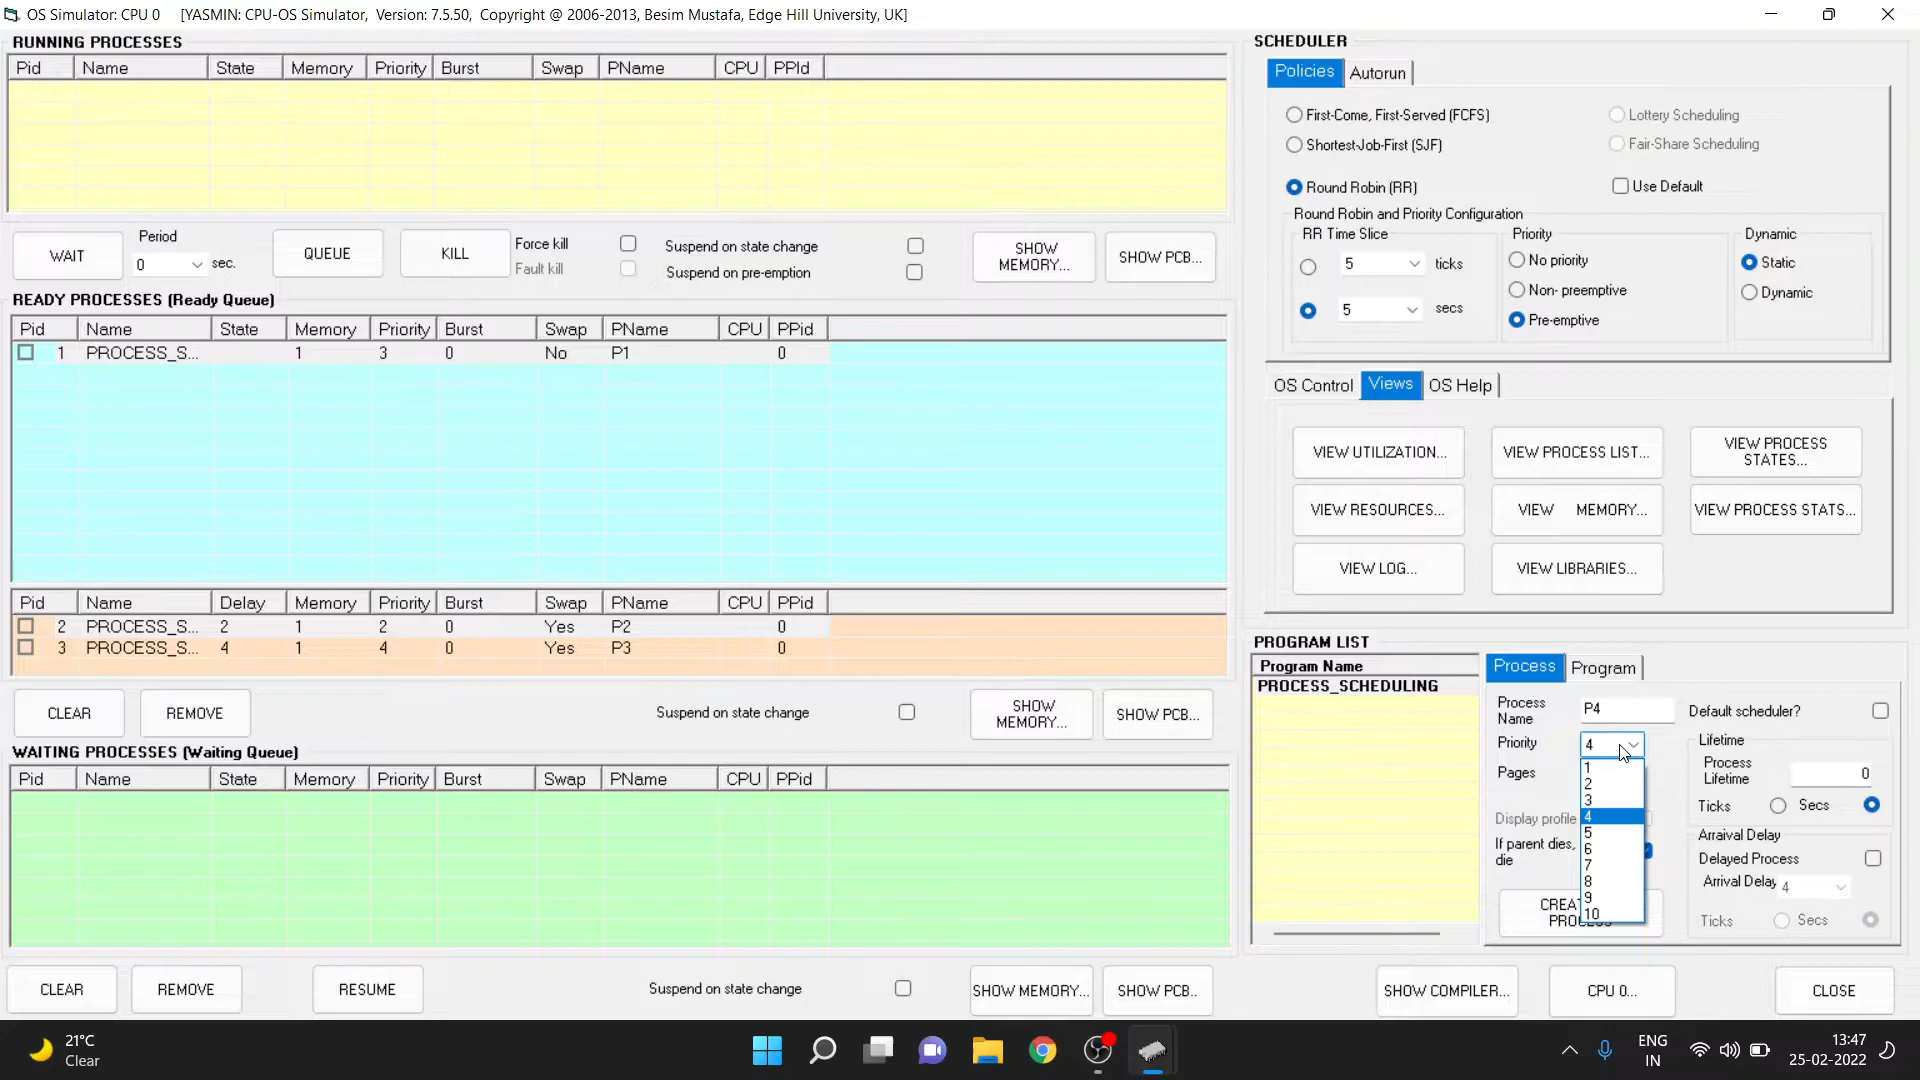 OS Simulator: CPU 0 [YASMIN: CPU-OS Simulator, Version: 7.5.50, Copyright @ 2006-2013, Besim Mustafa, Edge Hill University, UK]
RUNNING PROCESSES
Pid Name State Memory Priority Burst Swap PName CPU PPId
WAIT
Period
0 sec.
QUEUE
KILL
Force kill
Fault kill
Suspend on state change
Suspend on pre-emption
SHOW
MEMORY...
SHOW PCB...
READY PROCESSES (Ready Queue)
Pid Name State Memory Priority Burst Swap PName CPU PPid
1 PROCESS_S... 1 3 0 No P1 0
Pid Name Delay Memory Priority Burst Swap PName CPU PPid
2 PROCESS_S... 2 1 2 0 Yes P2 0
3 PROCESS_S... 4 1 4 0 Yes P3 0
CLEAR
REMOVE
Suspend on state change
SHOW
MEMORY...
SHOW PCB...
WAITING PROCESSES (Waiting Queue)
Pid Name State Memory Priority Burst Swap PName CPU PPid
CLEAR
REMOVE
RESUME
Suspend on state change
SHOW MEMORY...
SHOW PCB..
SCHEDULER
Policies Autorun
First-Come, First-Served (FCFS)
Lottery Scheduling
Shortest-Job-First (SJF)
Fair-Share Scheduling
Round Robin (RR)
Use Default
Round Robin and Priority Configuration
RR Time Slice
5 ticks
5 secs
Priority
No priority
Non- preemptive
Pre-emptive
Dynamic
Static
Dynamic
OS Control Views OS Help
VIEW UTILIZATION...
VIEW PROCESS LIST...
VIEW PROCESS
STATES...
VIEW RESOURCES...
VIEW MEMORY...
VIEW PROCESS STATS...
VIEW LOG...
VIEW LIBRARIES...
PROGRAM LIST
Program Name
PROCESS_SCHEDULING
Process Program
Process
Name
P4
Priority
4
1
2
3
4
5
6
7
8
9
10
Pages
Display profile
If parent dies,
die
Default scheduler?
Lifetime
Process
Lifetime
0
Ticks Secs
Arraival Delay
Delayed Process
Arrival Delay
4
Ticks Secs
SHOW COMPILER...
CPU 0...
CLOSE
21°C
Clear
ENG
IN
13:47
25-02-2022